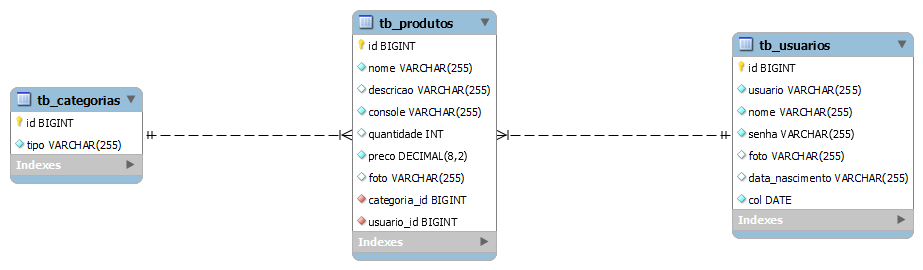 tb_categorias
id BIGINT
tipo VARCHAR(255)
Indexes
tb_produtos
id BIGINT
nome VARCHAR(255)
descricao VARCHAR(255)
console VARCHAR(255)
quantidade INT
preco DECIMAL(8,2)
foto VARCHAR(255)
categoria_id BIGINT
usuario_id BIGINT
Indexes
tb_usuarios
id BIGINT
usuario VARCHAR(255)
nome VARCHAR(255)
senha VARCHAR(255)
foto VARCHAR(255)
data_nascimento VARCHAR(255)
col DATE
Indexes